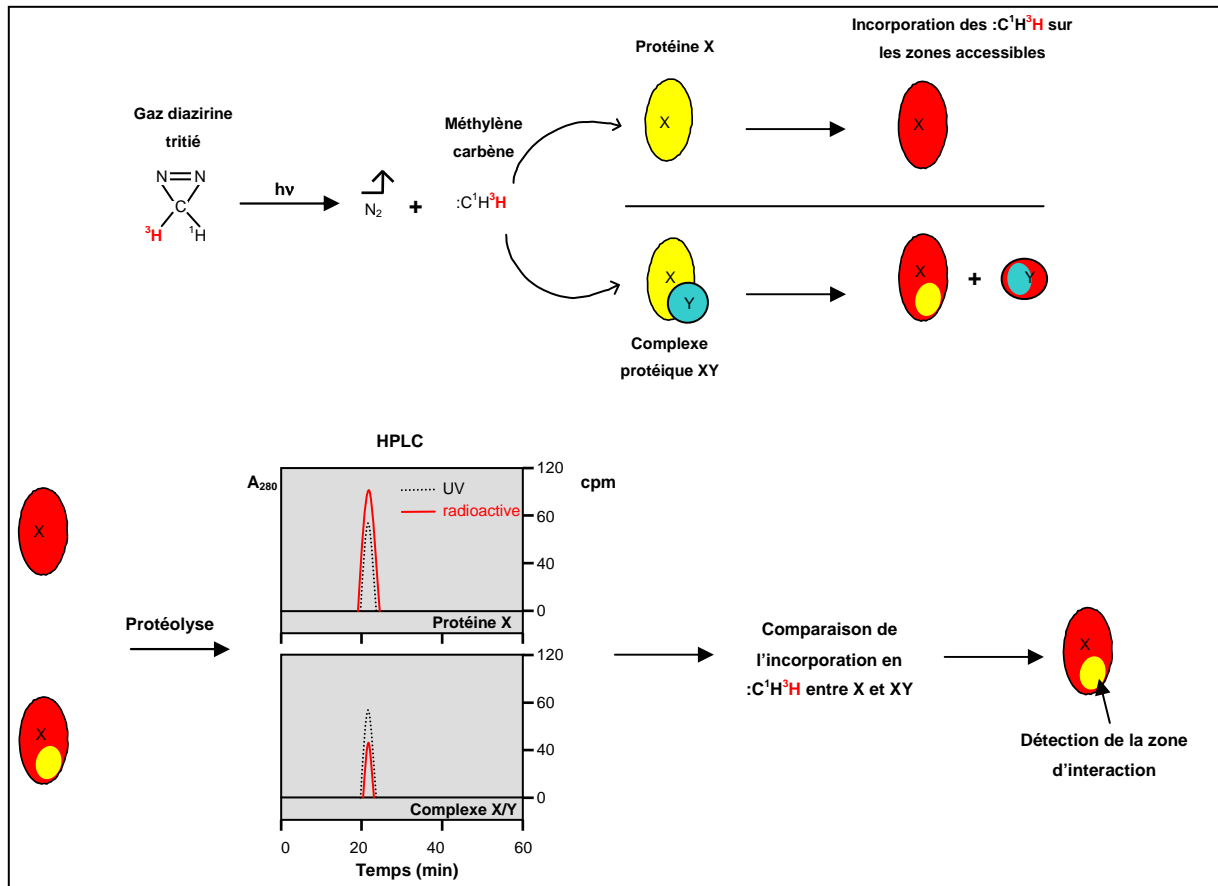 Gaz diazirine
tritié
N N
C
³H ¹H
hν
N₂
+
Méthylène
carbène
:C¹H³H
Protéine X
X
Incorporation des :C¹H³H sur
les zones accessibles
X
X
Y
Complexe
protéique XY
X
+
Y
HPLC
A₂₈₀
cpm
UV
radioactive
120
60
40
0
Protéine X
120
60
40
0
Complexe X/Y
0 20 40 60
Temps (min)
X
Protéolyse
X
Comparaison de
l'incorporation en
:C¹H³H entre X et XY
X
Détection de la zone
d'interaction